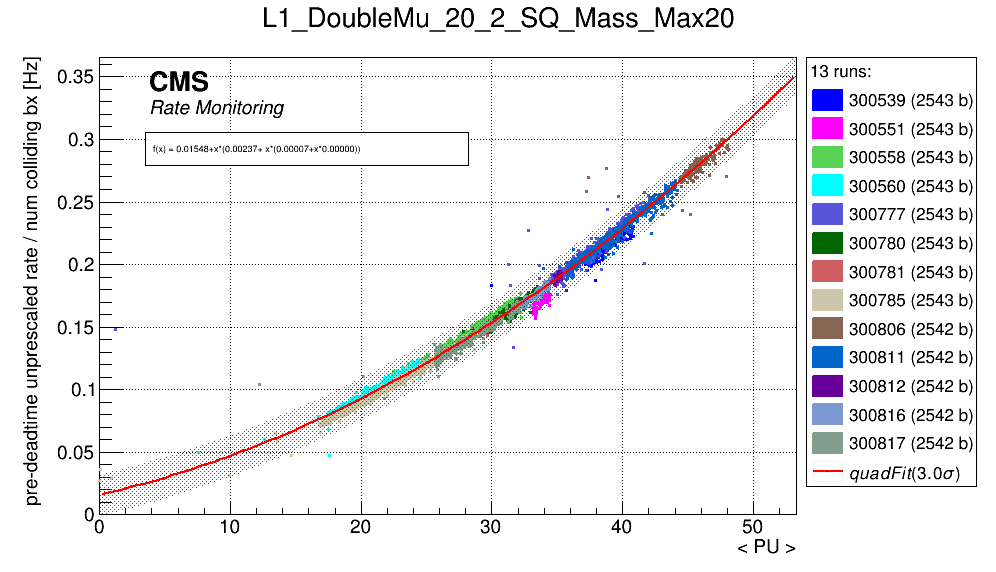 L1_DoubleMu_20_2_SQ_Mass_Max20
pre-deadtime unprescaled rate / num colliding bx [Hz]
0.35
0.3
0.25
0.2
0.15
0.1
0.05
0
CMS
Rate Monitoring
f(x) = 0.01548+x*(0.00237+ x*(0.00007+x*0.00000))
0 10 20 30 40 50
< PU >
13 runs:
300539 (2543 b)
300551 (2543 b)
300558 (2543 b)
300560 (2543 b)
300777 (2543 b)
300780 (2543 b)
300781 (2543 b)
300785 (2543 b)
300806 (2542 b)
300811 (2542 b)
300812 (2542 b)
300816 (2542 b)
300817 (2542 b)
quadFit(3.0σ)